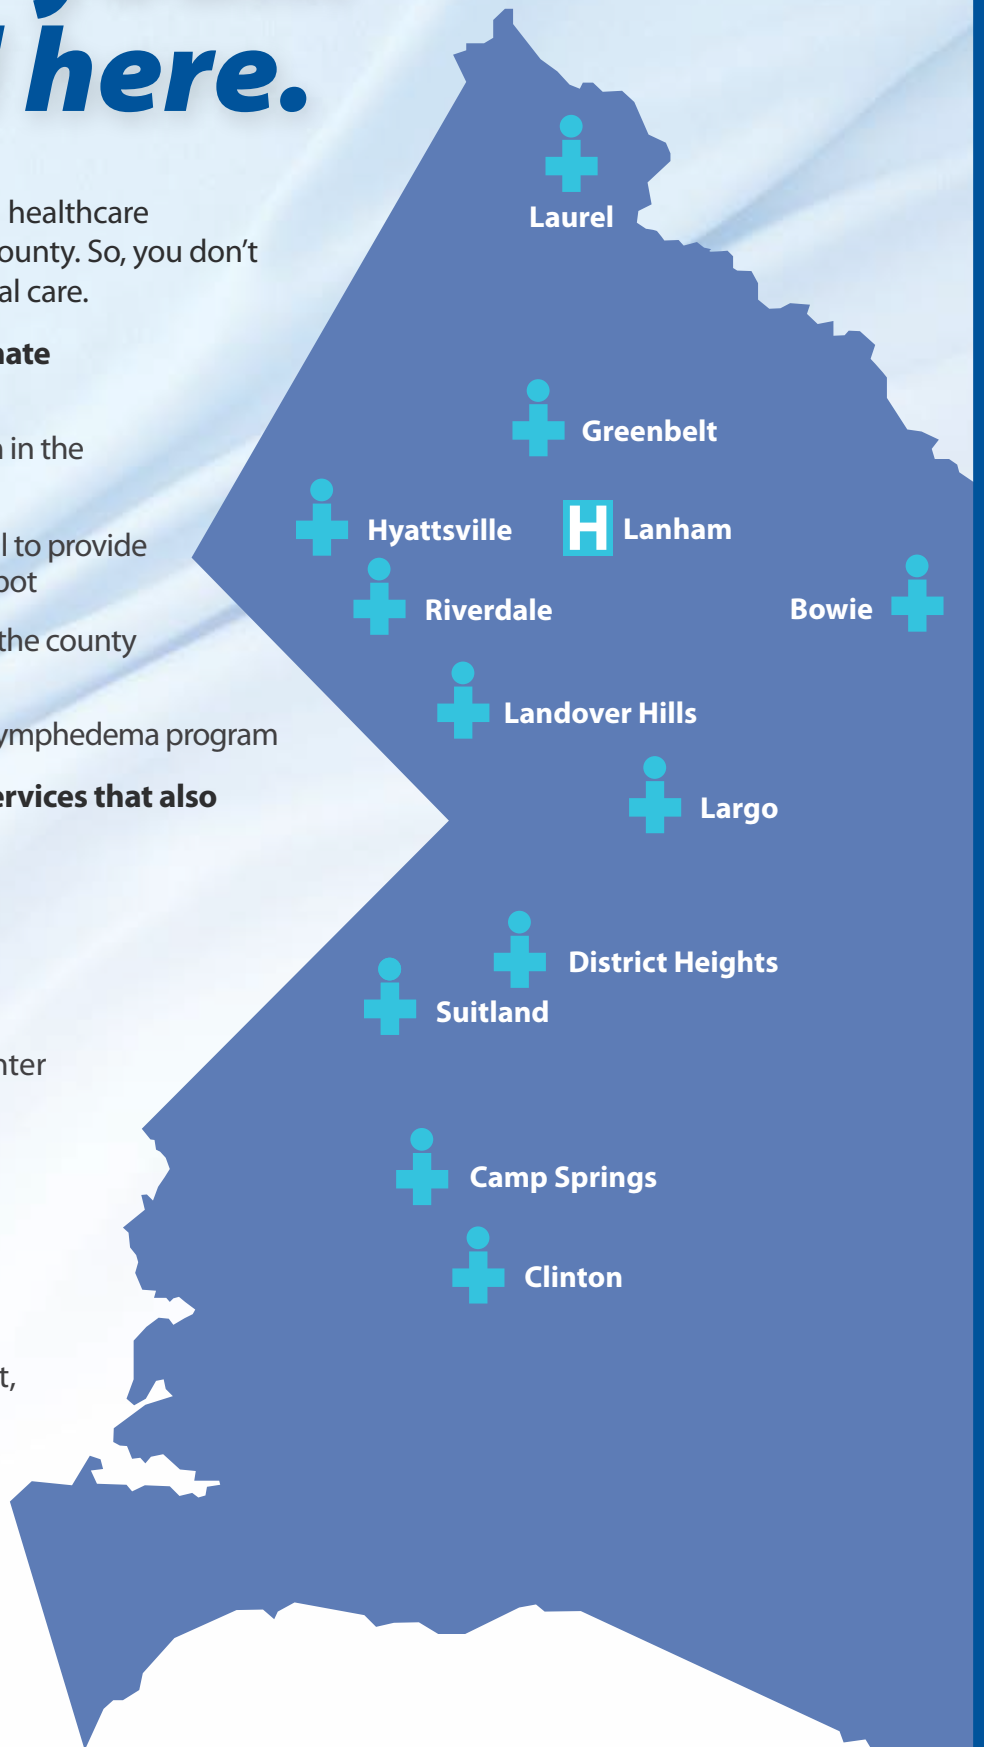 here.
healthcare
ounty. So, you don't
al care.
nate
in the
l to provide
oot
the county
ymphedema program
ervices that also
nter
t,
Laurel
Greenbelt
Hyattsville
H Lanham
Riverdale
Bowie
Landover Hills
Largo
District Heights
Suitland
Camp Springs
Clinton